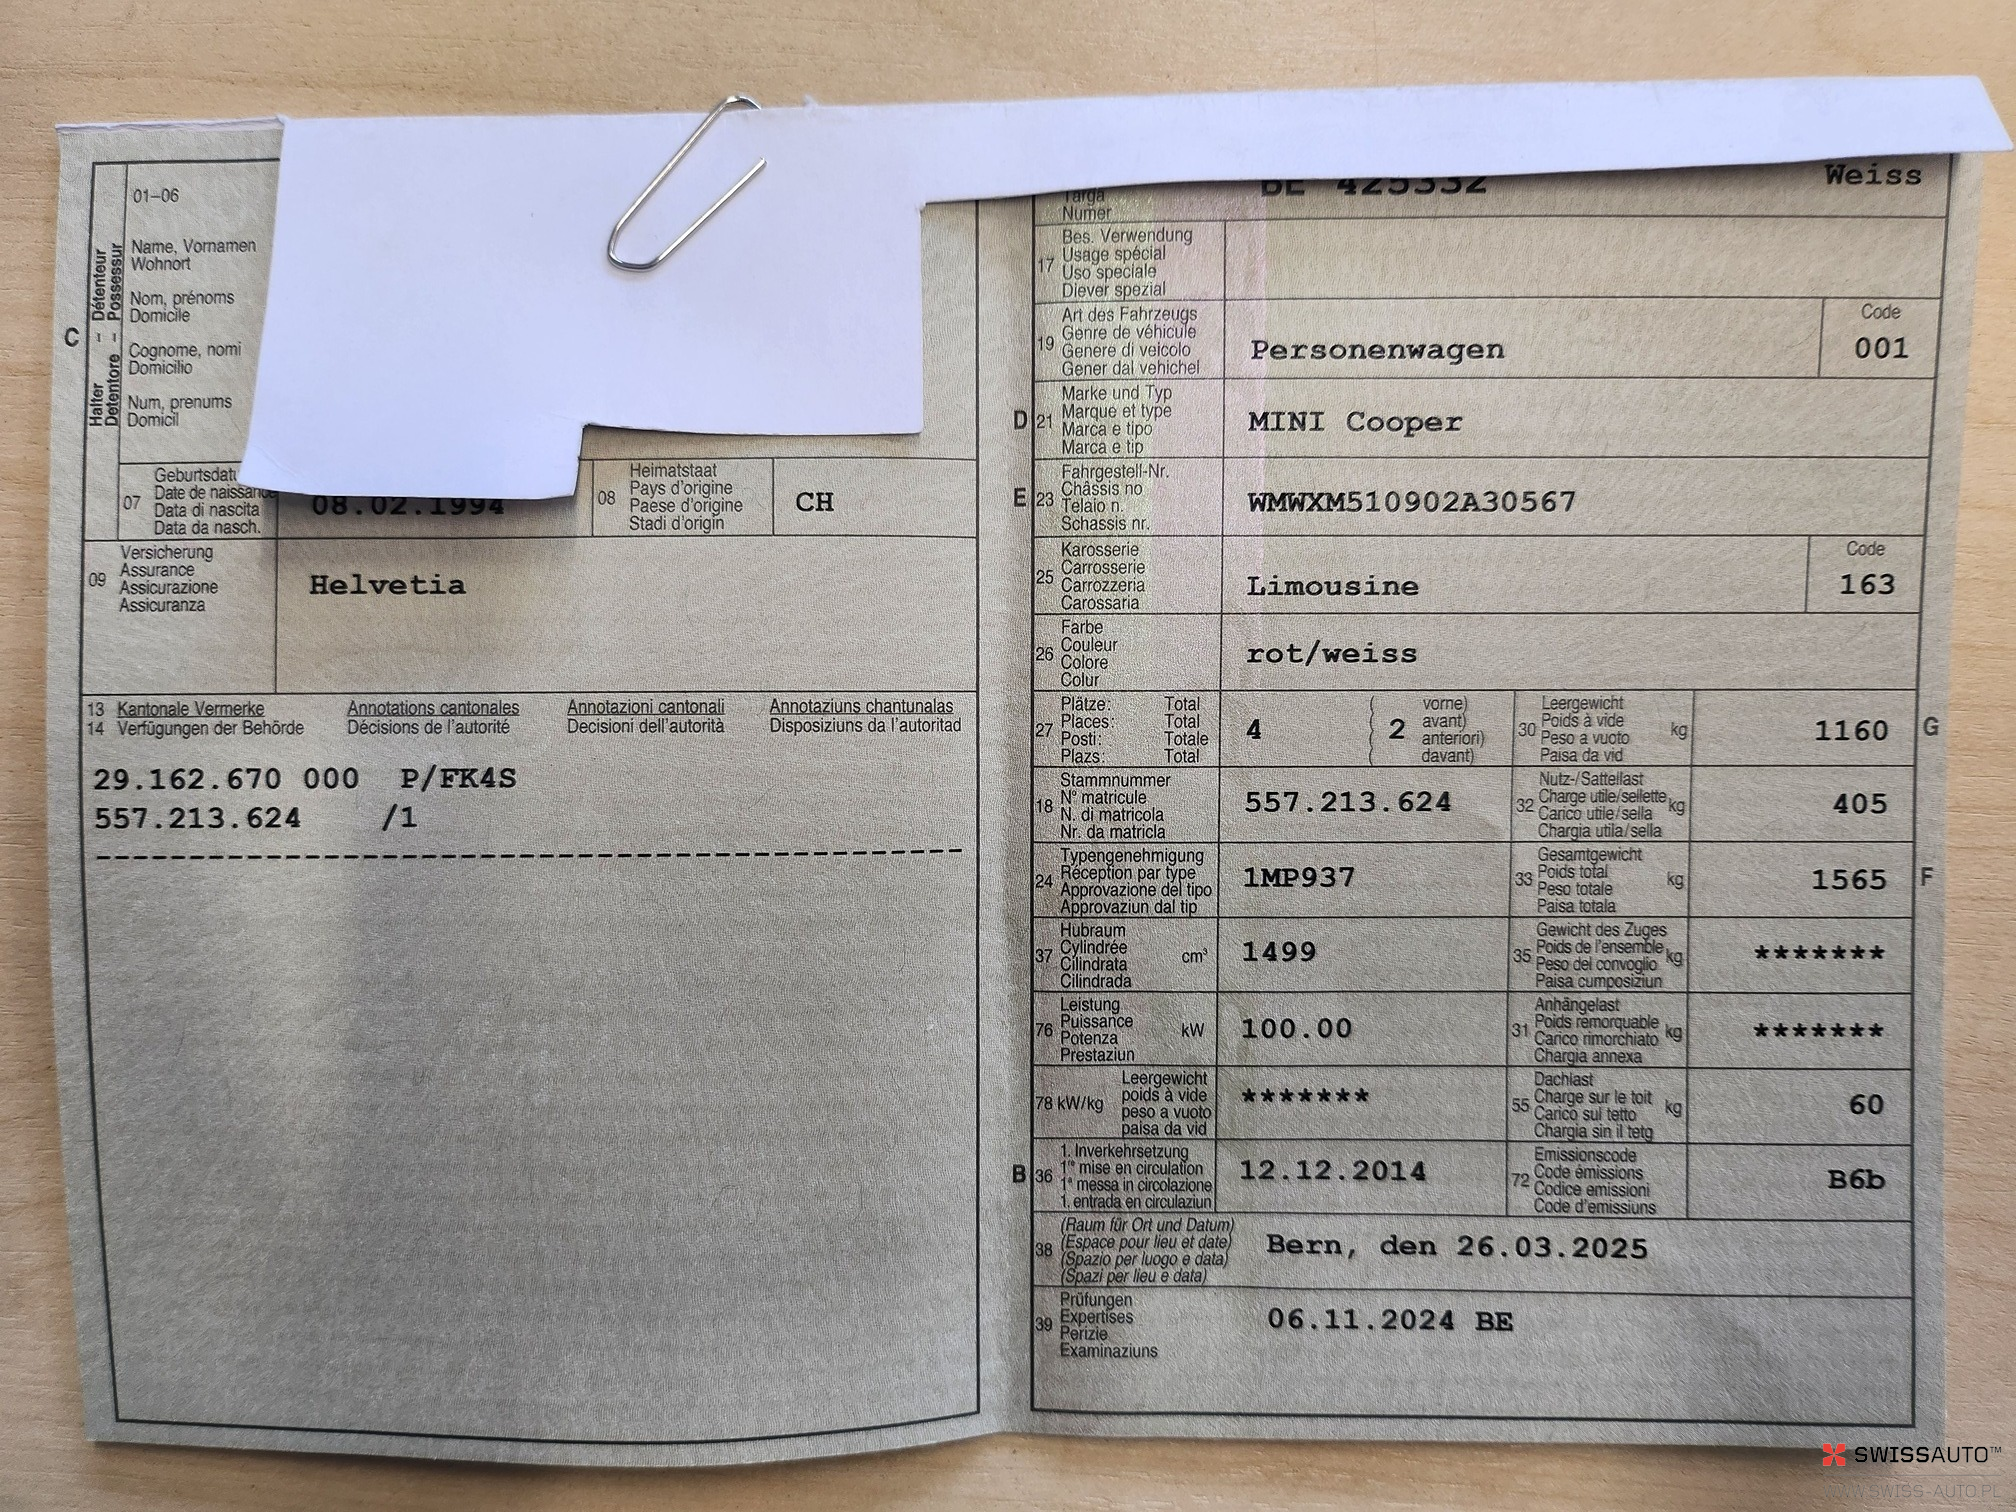 01–06
Halter – Détenteur
Detentore – Possessur
Name, Vornamen
Wohnort
Nom, prénoms
Domicile
Cognome, nomi
Domicilio
Num, prenums
Domicil
C
07
Date de naissance
Data di nascita
Data da nasch.
08.02.1994
08
Heimatstaat
Pays d'origine
Paese d'origine
Stadi d'origin
CH
09
Versicherung
Assurance
Assicurazione
Assicuranza
Helvetia
13 Kantonale Vermerke Annotations cantonales Annotazioni cantonali Annotaziuns chantunalas
14 Verfügungen der Behörde Décisions de l'autorité Decisioni dell'autorità Disposiziuns da l'autoritad
29.162.670 000 P/FK4S
557.213.624 /1
Targa
Numer
BE 425332
Weiss
17
Bes. Verwendung
Usage spécial
Uso speciale
Diever spezial
19
Art des Fahrzeugs
Genre de véhicule
Genere di veicolo
Gener dal vehichel
Personenwagen
Code
001
D
21
Marke und Typ
Marque et type
Marca e tipo
Marca e tip
MINI Cooper
E
23
Fahrgestell-Nr.
Châssis no
Telaio n.
Schassis nr.
WMWXM510902A30567
25
Karosserie
Carrosserie
Carrozzeria
Carossaria
Limousine
Code
163
26
Farbe
Couleur
Colore
Colur
rot/weiss
27
Plätze: Total
Places: Total
Posti: Totale
Plazs: Total
4
( 2
vorne)
avant)
anteriori)
davant)
30
Leergewicht
Poids à vide
Peso a vuoto
Paisa da vid
kg
1160
G
18
Stammnummer
N° matricule
N. di matricola
Nr. da matricla
557.213.624
32
Nutz-/Sattellast
Charge utile/sellette
Carico utile/sella
Chargia utila/sella
kg
405
24
Typengenehmigung
Réception par type
Approvazione del tipo
Approvaziun dal tip
1MP937
33
Gesamtgewicht
Poids total
Peso totale
Paisa totala
kg
1565
F
37
Hubraum
Cylindrée
Cilindrata
Cilindrada
cm³
1499
35
Gewicht des Zuges
Poids de l'ensemble
Peso del convoglio
Paisa cumposiziun
kg
*******
76
Leistung
Puissance
Potenza
Prestaziun
kW
100.00
31
Anhängelast
Poids remorquable
Carico rimorchiato
Chargia annexa
kg
*******
78 kW/kg
Leergewicht
poids à vide
peso a vuoto
paisa da vid
*******
55
Dachlast
Charge sur le toit
Carico sul tetto
Chargia sin il tetg
kg
60
B
36
1. Inverkehrsetzung
1re mise en circulation
1a messa in circolazione
1. entrada en circulaziun
12.12.2014
72
Emissionscode
Code émissions
Codice emissioni
Code d'emissiuns
B6b
38
(Raum für Ort und Datum)
(Espace pour lieu et date)
(Spazio per luogo e data)
(Spazi per lieu e data)
Bern, den 26.03.2025
39
Prüfungen
Expertises
Perizie
Examinaziuns
06.11.2024 BE
SWISSAUTO™
WWW.SWISS-AUTO.PL